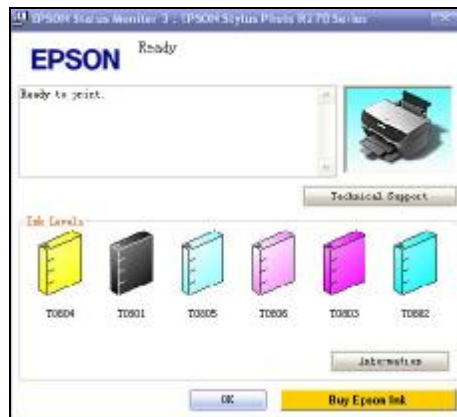 EPSON Status Monitor 3 : EPSON Stylus Photo R270 Series
EPSON
Ready
Ready to print.
Technical Support
Ink Levels
T0804 T0801 T0805 T0806 T0803 T0802
Information
OK
Buy Epson Ink